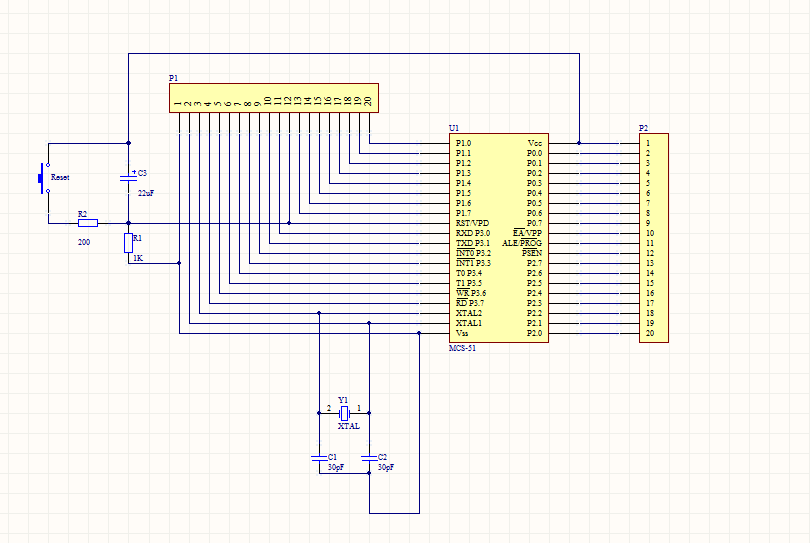 P1
1 2 3 4 5 6 7 8 9 10 11 12 13 14 15 16 17 18 19 20
U1
P2
P1.0 Vcc 1
P1.1 P0.0 2
P1.2 P0.1 3
P1.3 P0.2 4
P1.4 P0.3 5
P1.5 P0.4 6
P1.6 P0.5 7
P1.7 P0.6 8
RST/VPD P0.7 9
RXD P3.0 EA/VPP 10
TXD P3.1 ALE/PROG 11
INT0 P3.2 PSEN 12
INT1 P3.3 P2.7 13
T0 P3.4 P2.6 14
T1 P3.5 P2.5 15
WR P3.6 P2.4 16
RD P3.7 P2.3 17
XTAL2 P2.2 18
XTAL1 P2.1 19
Vss P2.0 20
MCS-51
Reset
C3
+
22uF
R2
200
R1
1K
Y1
2 1
XTAL
C1
30pF
C2
30pF